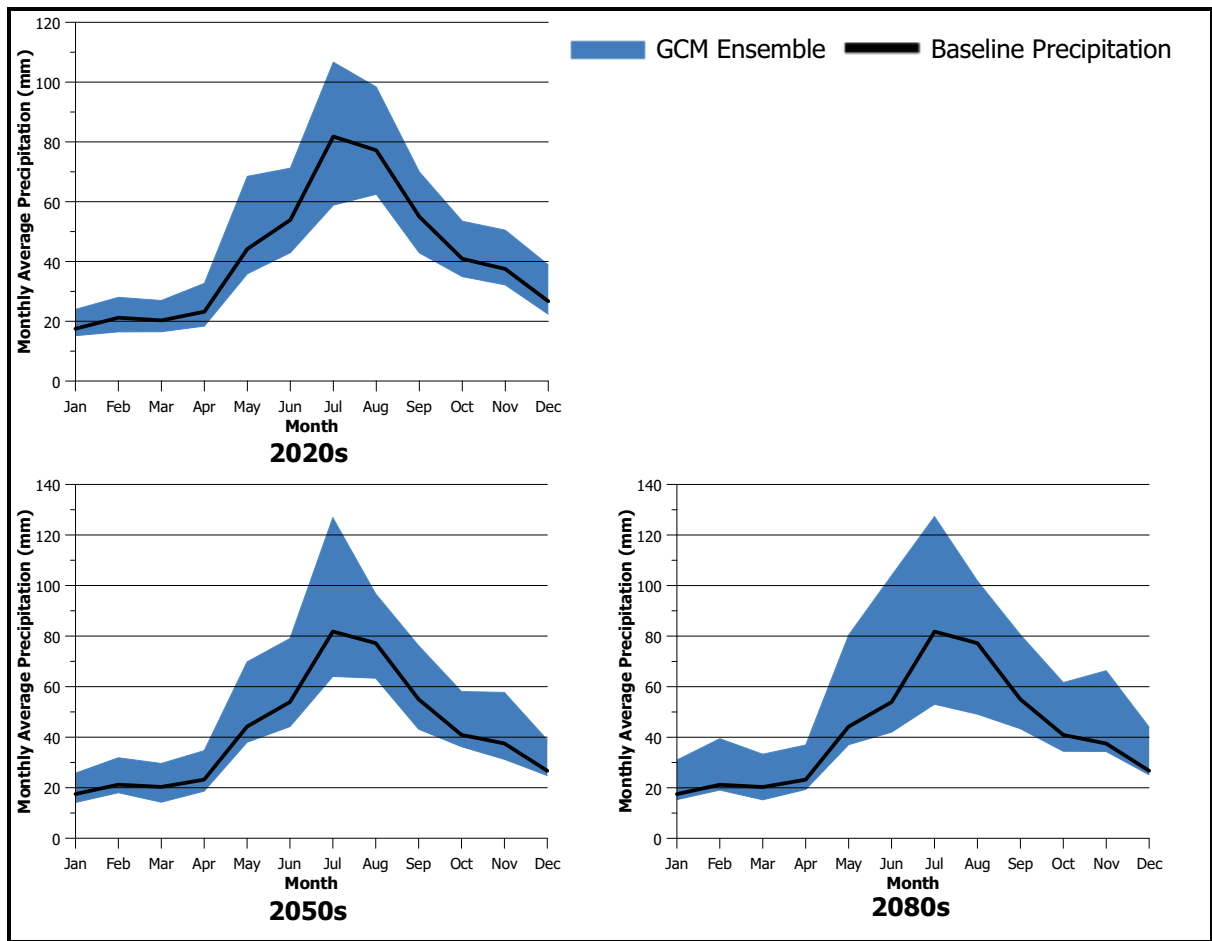 GCM Ensemble Baseline Precipitation
Monthly Average Precipitation (mm)
120
100
80
60
40
20
0
Jan Feb Mar Apr May Jun Jul Aug Sep Oct Nov Dec
Month
2020s
Monthly Average Precipitation (mm)
140
120
100
80
60
40
20
0
Jan Feb Mar Apr May Jun Jul Aug Sep Oct Nov Dec
Month
2050s
Monthly Average Precipitation (mm)
140
120
100
80
60
40
20
0
Jan Feb Mar Apr May Jun Jul Aug Sep Oct Nov Dec
Month
2080s